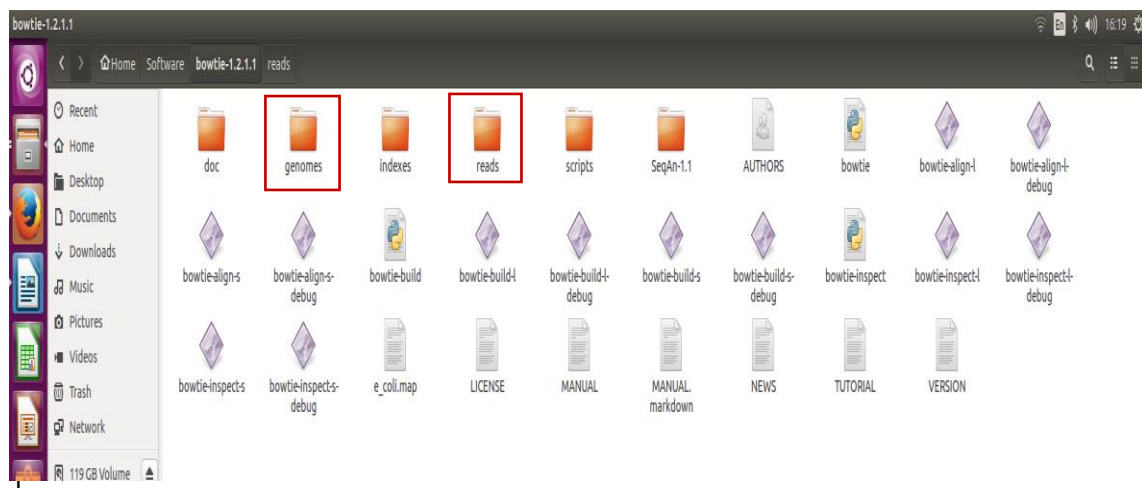 bowtie-1.2.1.1
En
16:19
Home Software bowtie-1.2.1.1 reads
Recent
Home
Desktop
Documents
Downloads
Music
Pictures
Videos
Trash
Network
119 GB Volume
doc genomes indexes reads scripts SeqAn-1.1 AUTHORS bowtie bowtie-align-l bowtie-align-l-
debug
bowtie-align-s bowtie-align-s- bowtie-build bowtie-build-l bowtie-build-l- bowtie-build-s bowtie-build-s- bowtie-inspect bowtie-inspect-l bowtie-inspect-l-
debug debug debug debug
bowtie-inspect-s bowtie-inspect-s- e_coli.map LICENSE MANUAL MANUAL. NEWS TUTORIAL VERSION
debug markdown